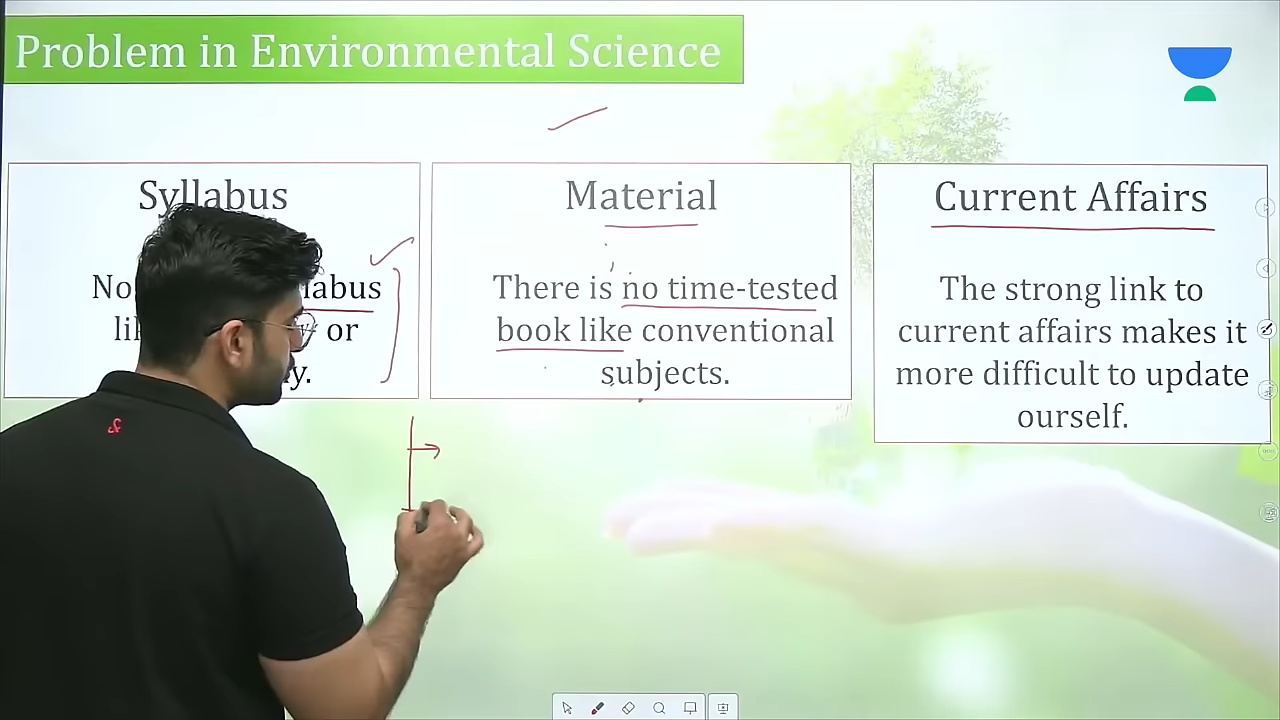 Problem in Environmental Science
Syllabus
No
like or
Material
There is no time-tested
book like conventional
subjects.
Current Affairs
The strong link to
current affairs makes it
more difficult to update
ourself.